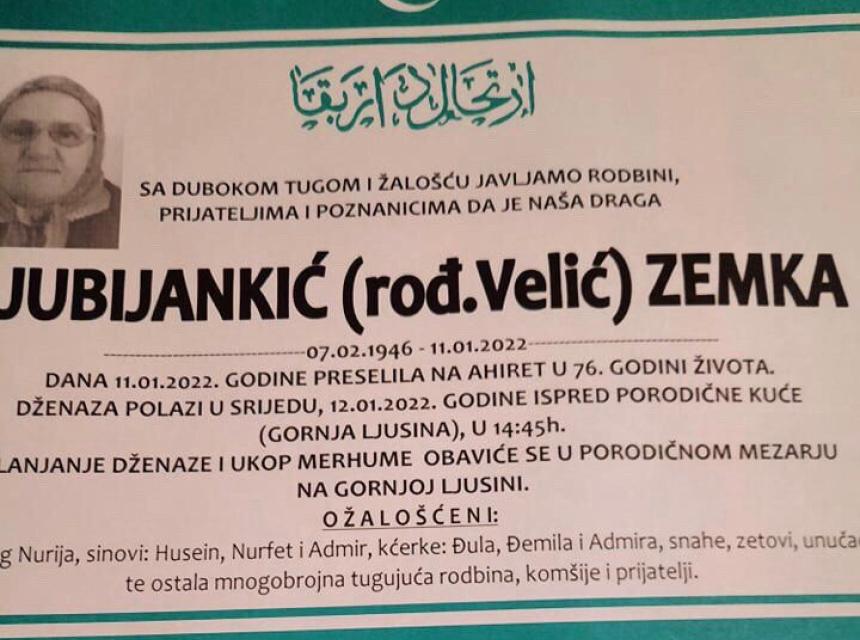 ارتحال دار بقا
SA DUBOKOM TUGOM I ŽALOŠĆU JAVLJAMO RODBINI,
PRIJATELJIMA I POZNANICIMA DA JE NAŠA DRAGA
JUBIJANKIĆ (rođ.Velić) ZEMKA
07.02.1946 - 11.01.2022
DANA 11.01.2022. GODINE PRESELILA NA AHIRET U 76. GODINI ŽIVOTA.
DŽENAZA POLAZI U SRIJEDU, 12.01.2022. GODINE ISPRED PORODIČNE KUĆE
(GORNJA LJUSINA), U 14:45h.
LANJANJE DŽENAZE I UKOP MERHUME OBAVIĆE SE U PORODIČNOM MEZARJU
NA GORNJOJ LJUSINI.
OŽALOŠĆENI:
g Nurija, sinovi: Husein, Nurfet i Admir, kćerke: Đula, Đemila i Admira, snahe, zetovi, unuča
te ostala mnogobrojna tugujuća rodbina, komšije i prijatelji.